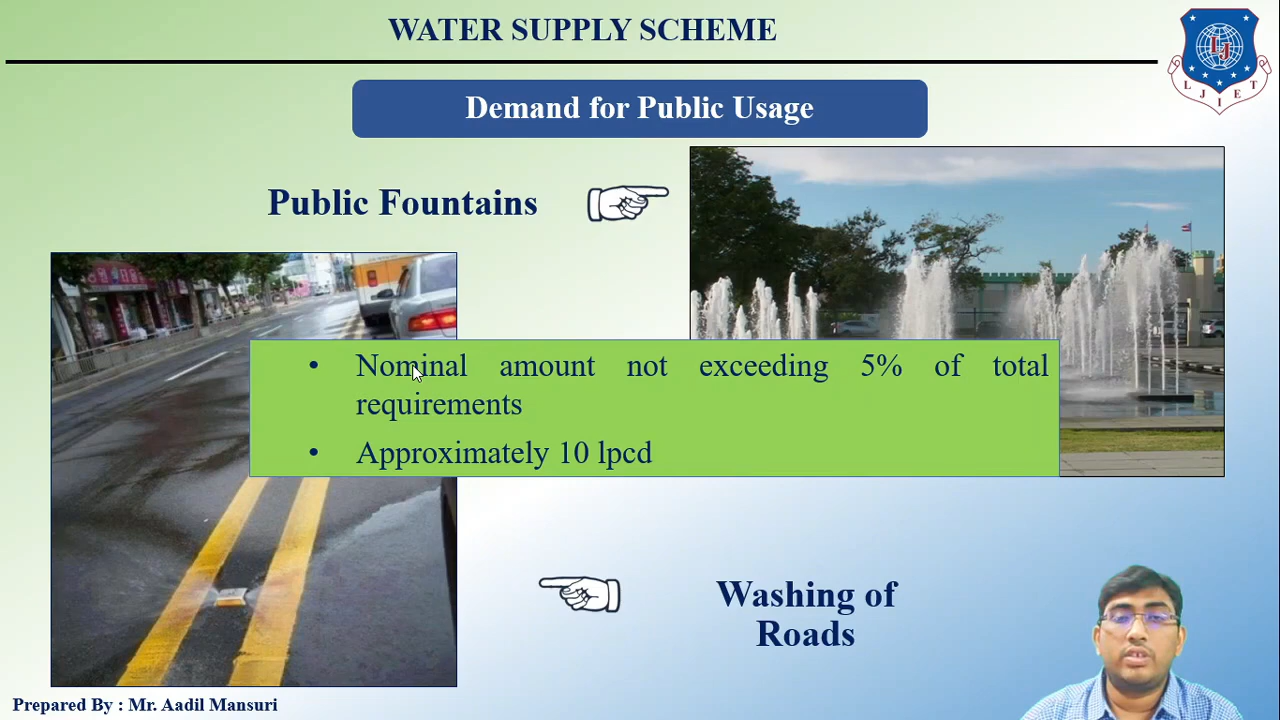 WATER SUPPLY SCHEME
L J I E T
LJ
Demand for Public Usage
Public Fountains
• Nominal amount not exceeding 5% of total
requirements
• Approximately 10 lpcd
Washing of
Roads
Prepared By : Mr. Aadil Mansuri